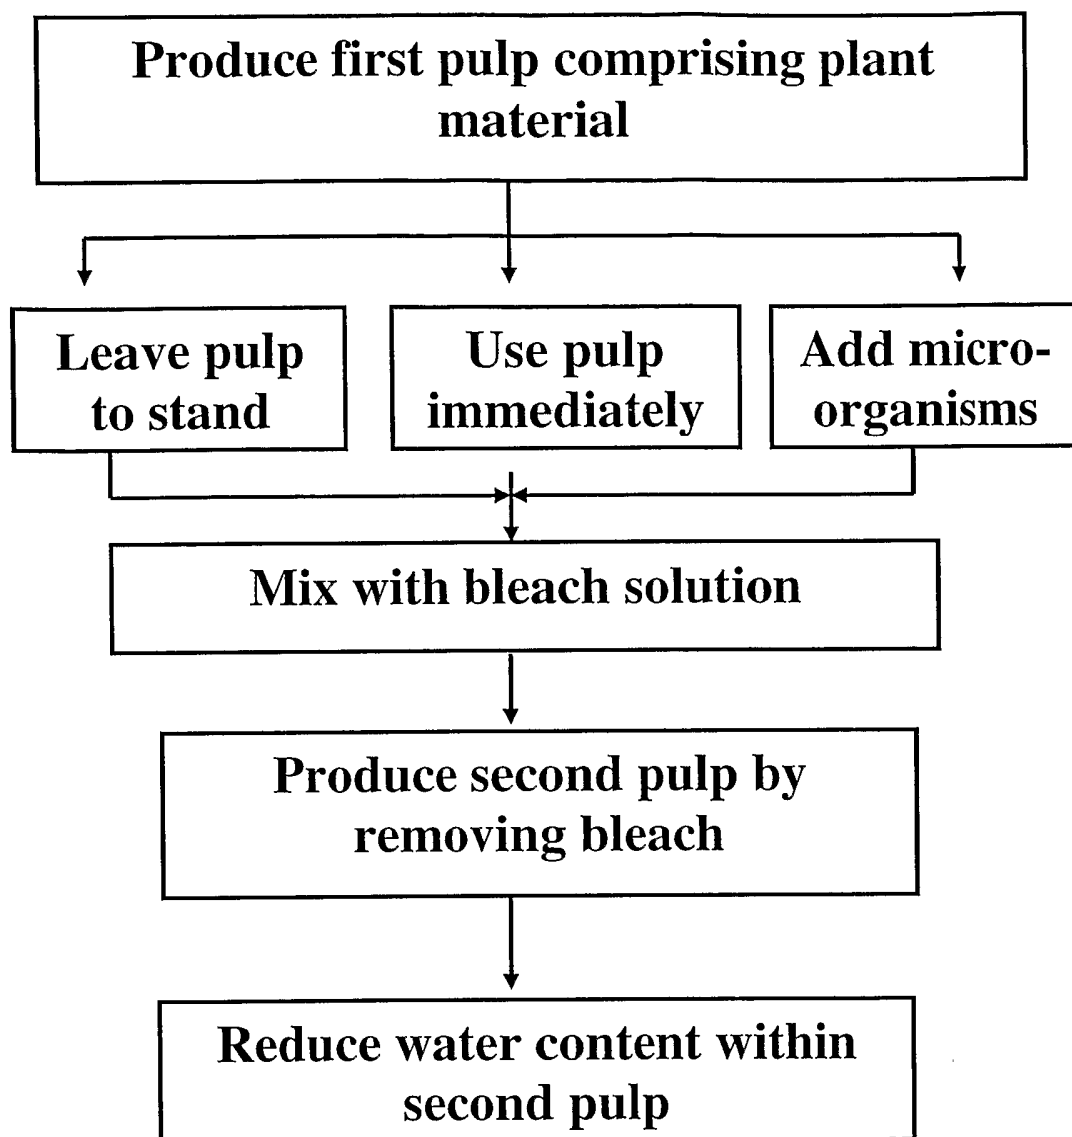 Produce first pulp comprising plant
material
Leave pulp
to stand
Use pulp
immediately
Add micro-
organisms
Mix with bleach solution
Produce second pulp by
removing bleach
Reduce water content within
second pulp